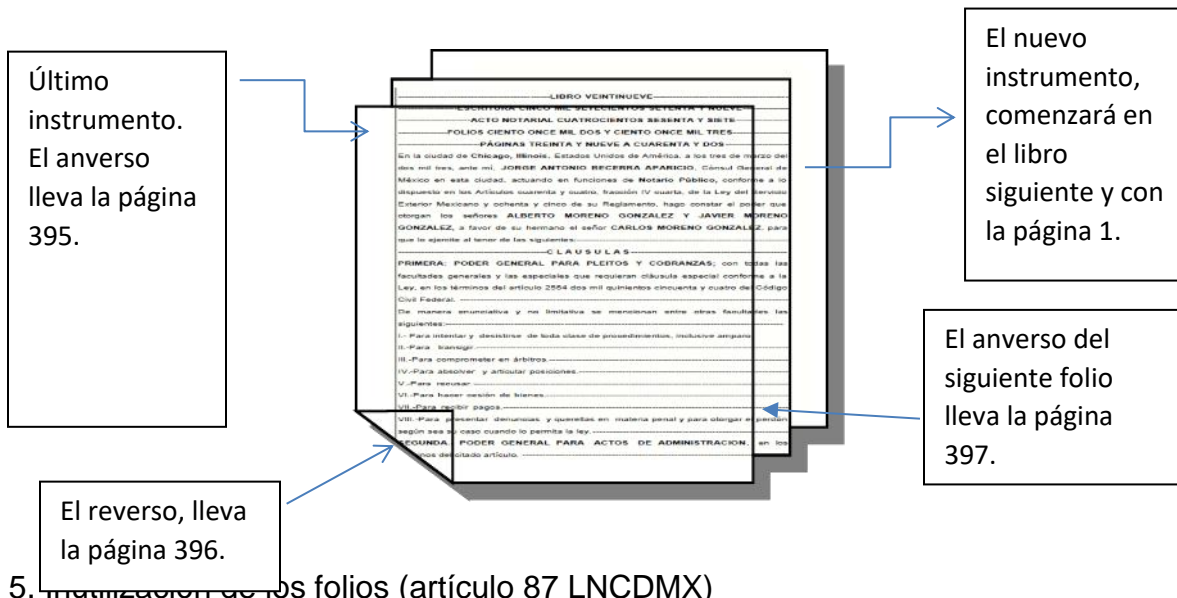 Último
instrumento.
El anverso
lleva la página
395.
El nuevo
instrumento,
comenzará en
el libro
siguiente y con
la página 1.
LIBRO VEINTINUEVE
ESCRITURA CINCO MIL SETECIENTOS SETENTA Y NUEVE
ACTO NOTARIAL CUATROCIENTOS SESENTA Y SIETE
FOLIOS CIENTO ONCE MIL DOS Y CIENTO ONCE MIL TRES
PÁGINAS TREINTA Y NUEVE A CUARENTA Y DOS
En la ciudad de Chicago, Illinois, Estados Unidos de América, a los tres de marzo del
dos mil tres, ante mí, JORGE ANTONIO BECERRA APARICIO, Cónsul General de
México en esta ciudad, actuando en funciones de Notario Público, conforme a lo
dispuesto en los Artículos cuarenta y cuatro, fracción IV cuarta, de la Ley del Servicio
Exterior Mexicano y ochenta y cinco de su Reglamento, hago constar el poder que
otorgan los señores ALBERTO MORENO GONZALEZ Y JAVIER MORENO
GONZALEZ, a favor de su hermano el señor CARLOS MORENO GONZALEZ, para
que lo ejercite al tenor de las siguientes:
C L A U S U L A S
PRIMERA: PODER GENERAL PARA PLEITOS Y COBRANZAS; con todas las
facultades generales y las especiales que requieran cláusula especial conforme a la
Ley, en los términos del artículo 2554 dos mil quinientos cincuenta y cuatro del Código
Civil Federal.
De manera enunciativa y no limitativa se mencionan entre otras facultades las
siguientes:
I.- Para intentar y desistirse de toda clase de procedimientos, inclusive amparo.
II.-Para transigir.
III.-Para comprometer en árbitros.
IV.-Para absolver y articular posiciones.
V.-Para recusar
VI.-Para hacer cesión de bienes.
VII.-Para recibir pagos.
VIII.-Para presentar denuncias y querellas en materia penal y para otorgar el perdón
según sea su caso cuando lo permita la ley.
SEGUNDA. PODER GENERAL PARA ACTOS DE ADMINISTRACION, en los
del citado artículo.
El anverso del
siguiente folio
lleva la página
397.
El reverso, lleva
la página 396.
5. de los folios (artículo 87 LNCDMX)